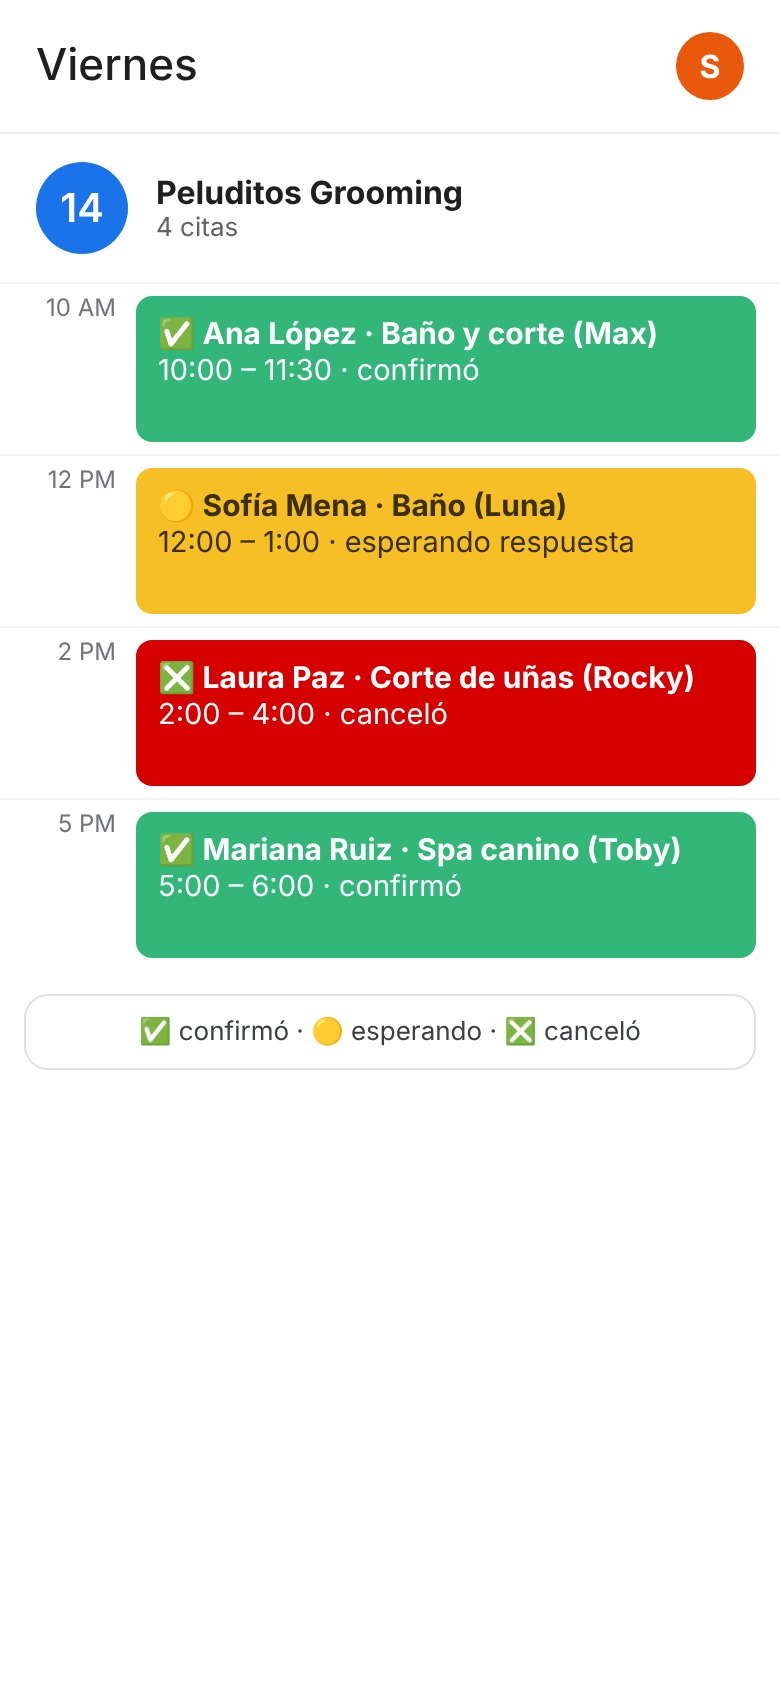 Viernes
S
14
Peluditos Grooming
4 citas
10 AM
✅ Ana López · Baño y corte (Max)
10:00 – 11:30 · confirmó
12 PM
🟡 Sofía Mena · Baño (Luna)
12:00 – 1:00 · esperando respuesta
2 PM
❎ Laura Paz · Corte de uñas (Rocky)
2:00 – 4:00 · canceló
5 PM
✅ Mariana Ruiz · Spa canino (Toby)
5:00 – 6:00 · confirmó
✅ confirmó · 🟡 esperando · ❎ canceló